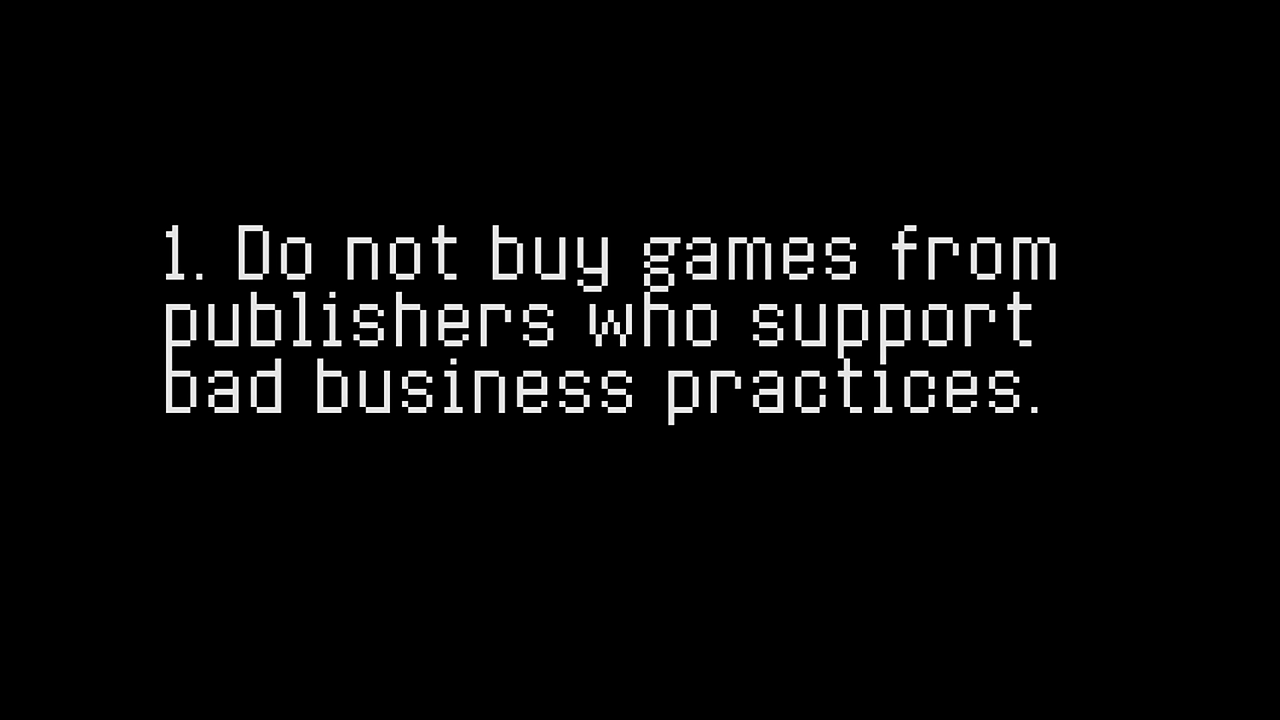 1. Do not buy games from
publishers who support
bad business practices.